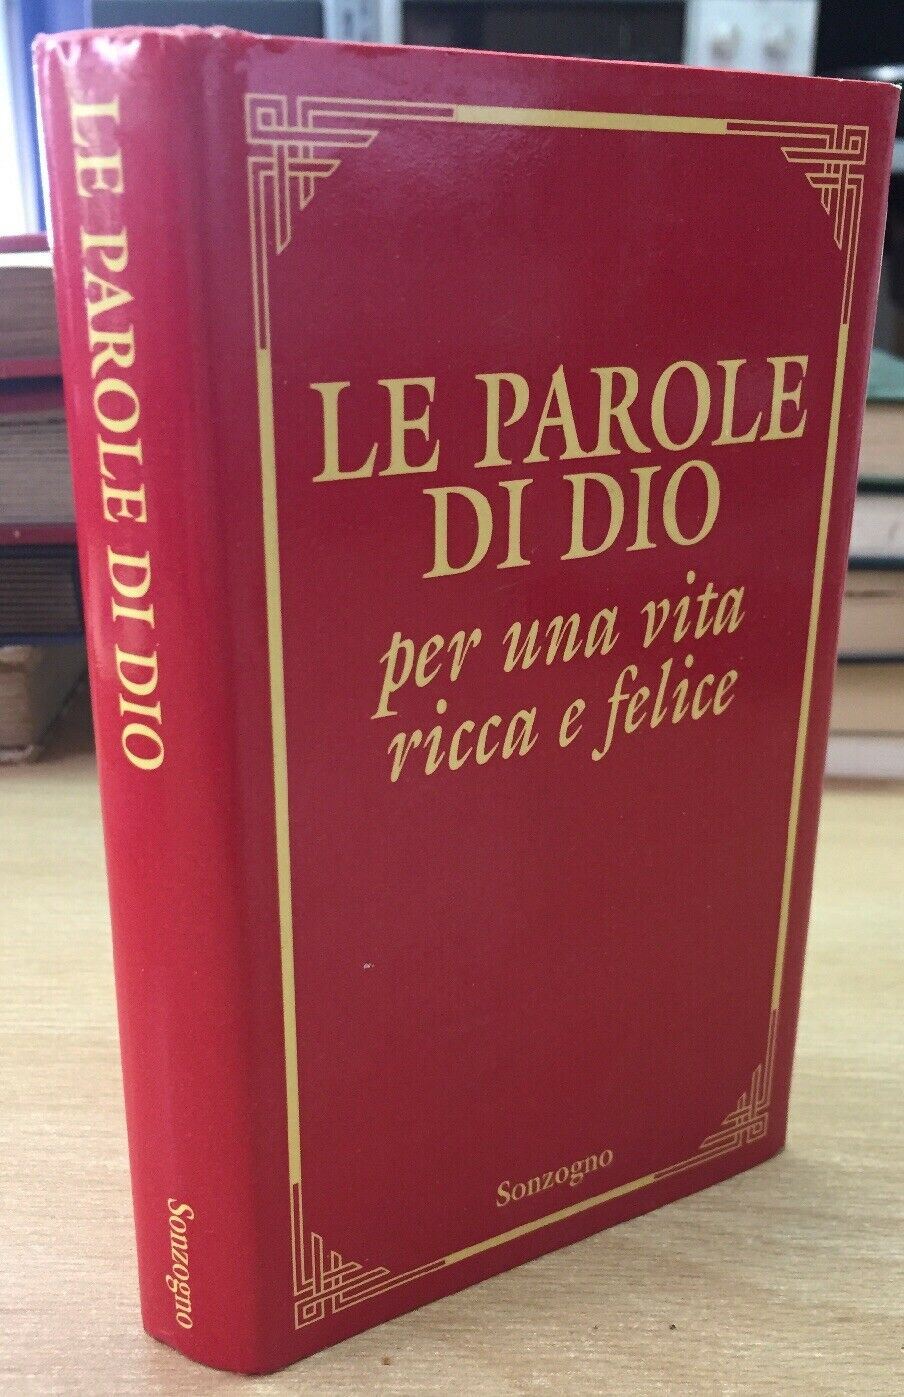 LE PAROLE DI DIO
Sonzogno
LE PAROLE
DI DIO
per una vita
ricca e felice
Sonzogno